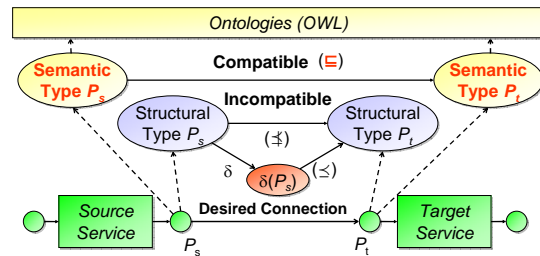 Ontologies (OWL)
Semantic Type Ps
Compatible (⊑)
Semantic Type Pt
Incompatible
Structural Type Ps
(⋠)
Structural Type Pt
δ
δ(Ps)
(≼)
Source Service
Desired Connection
Target Service
Ps
Pt